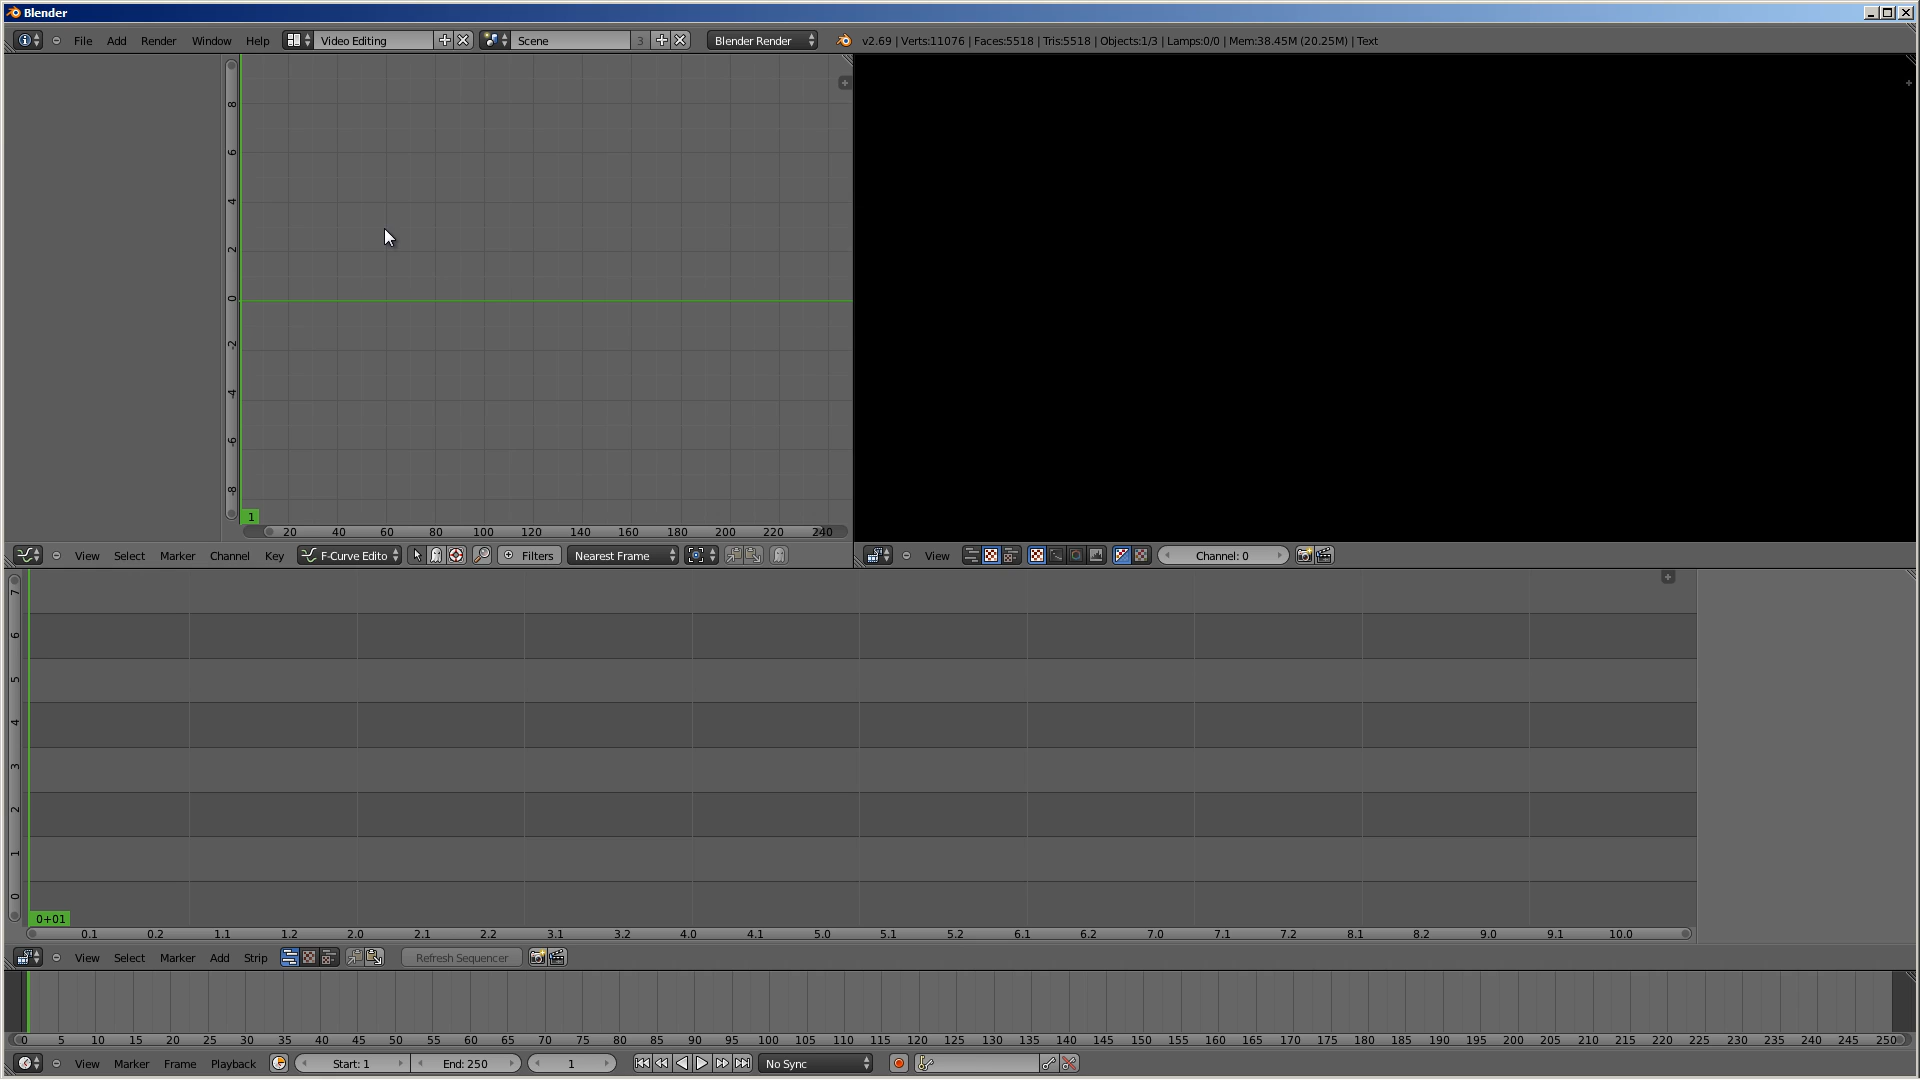 Blender
File Add Render Window Help Video Editing Scene 3 Blender Render v2.69 | Verts:11076 | Faces:5518 | Tris:5518 | Objects:1/3 | Lamps:0/0 | Mem:38.45M (20.25M) | Text
8
6
4
2
0
-2
-4
-6
-8
1
20 40 60 80 100 120 140 160 180 200 220 240
View Select Marker Channel Key F-Curve Edito Filters Nearest Frame View Channel: 0
7
6
5
4
3
2
1
0
0+01
0.1 0.2 1.1 1.2 2.0 2.1 2.2 3.1 3.2 4.0 4.1 5.0 5.1 5.2 6.1 6.2 7.0 7.1 7.2 8.1 8.2 9.0 9.1 10.0
View Select Marker Add Strip Refresh Sequencer
0 5 10 15 20 25 30 35 40 45 50 55 60 65 70 75 80 85 90 95 100 105 110 115 120 125 130 135 140 145 150 155 160 165 170 175 180 185 190 195 200 205 210 215 220 225 230 235 240 245 250
View Marker Frame Playback Start: 1 End: 250 1 No Sync